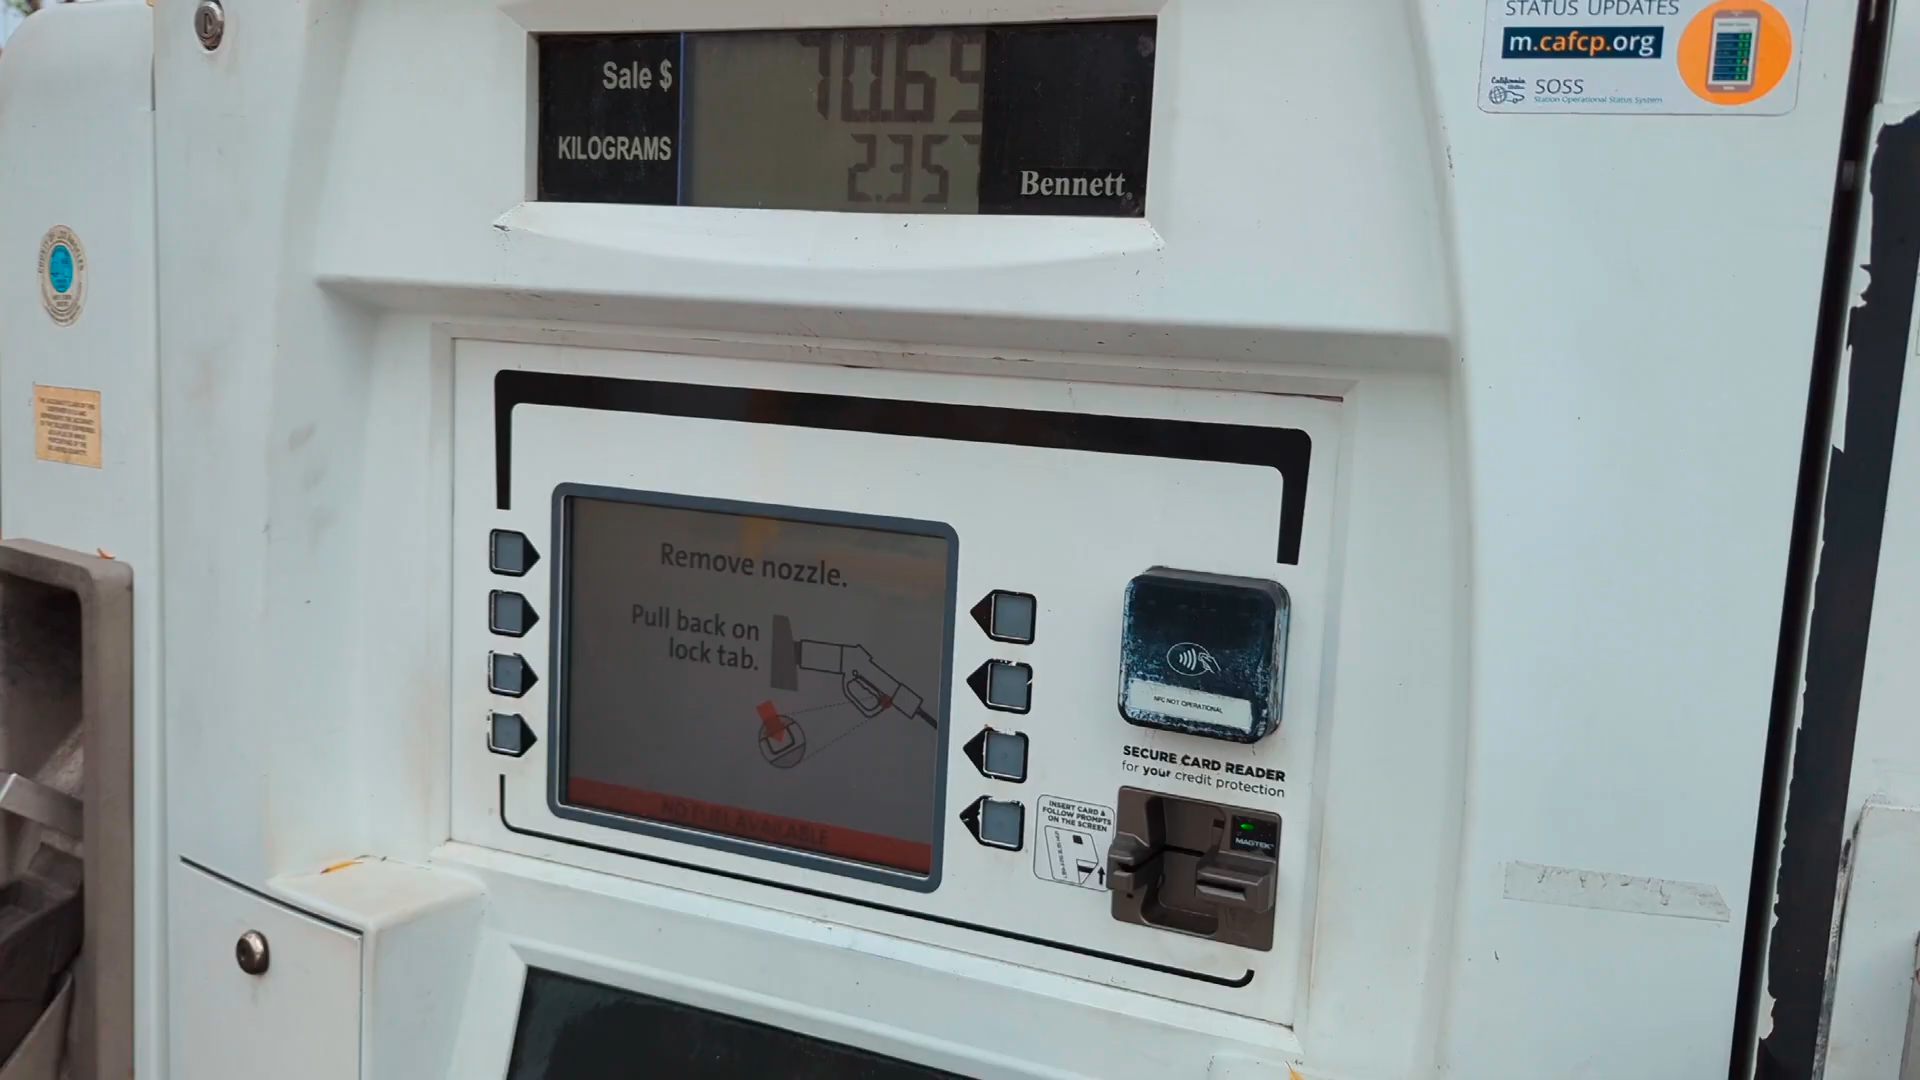 STATUS UPDATES
m.cafcp.org
California
SOSS
Station Operational Status System
Sale $
70.69
KILOGRAMS
2.357
Bennett
Remove nozzle.
Pull back on
lock tab.
NO FUEL AVAILABLE
NFC NOT OPERATIONAL
SECURE CARD READER
for your credit protection
INSERT CARD &
FOLLOW PROMPTS
ON THE SCREEN
MAGTEK